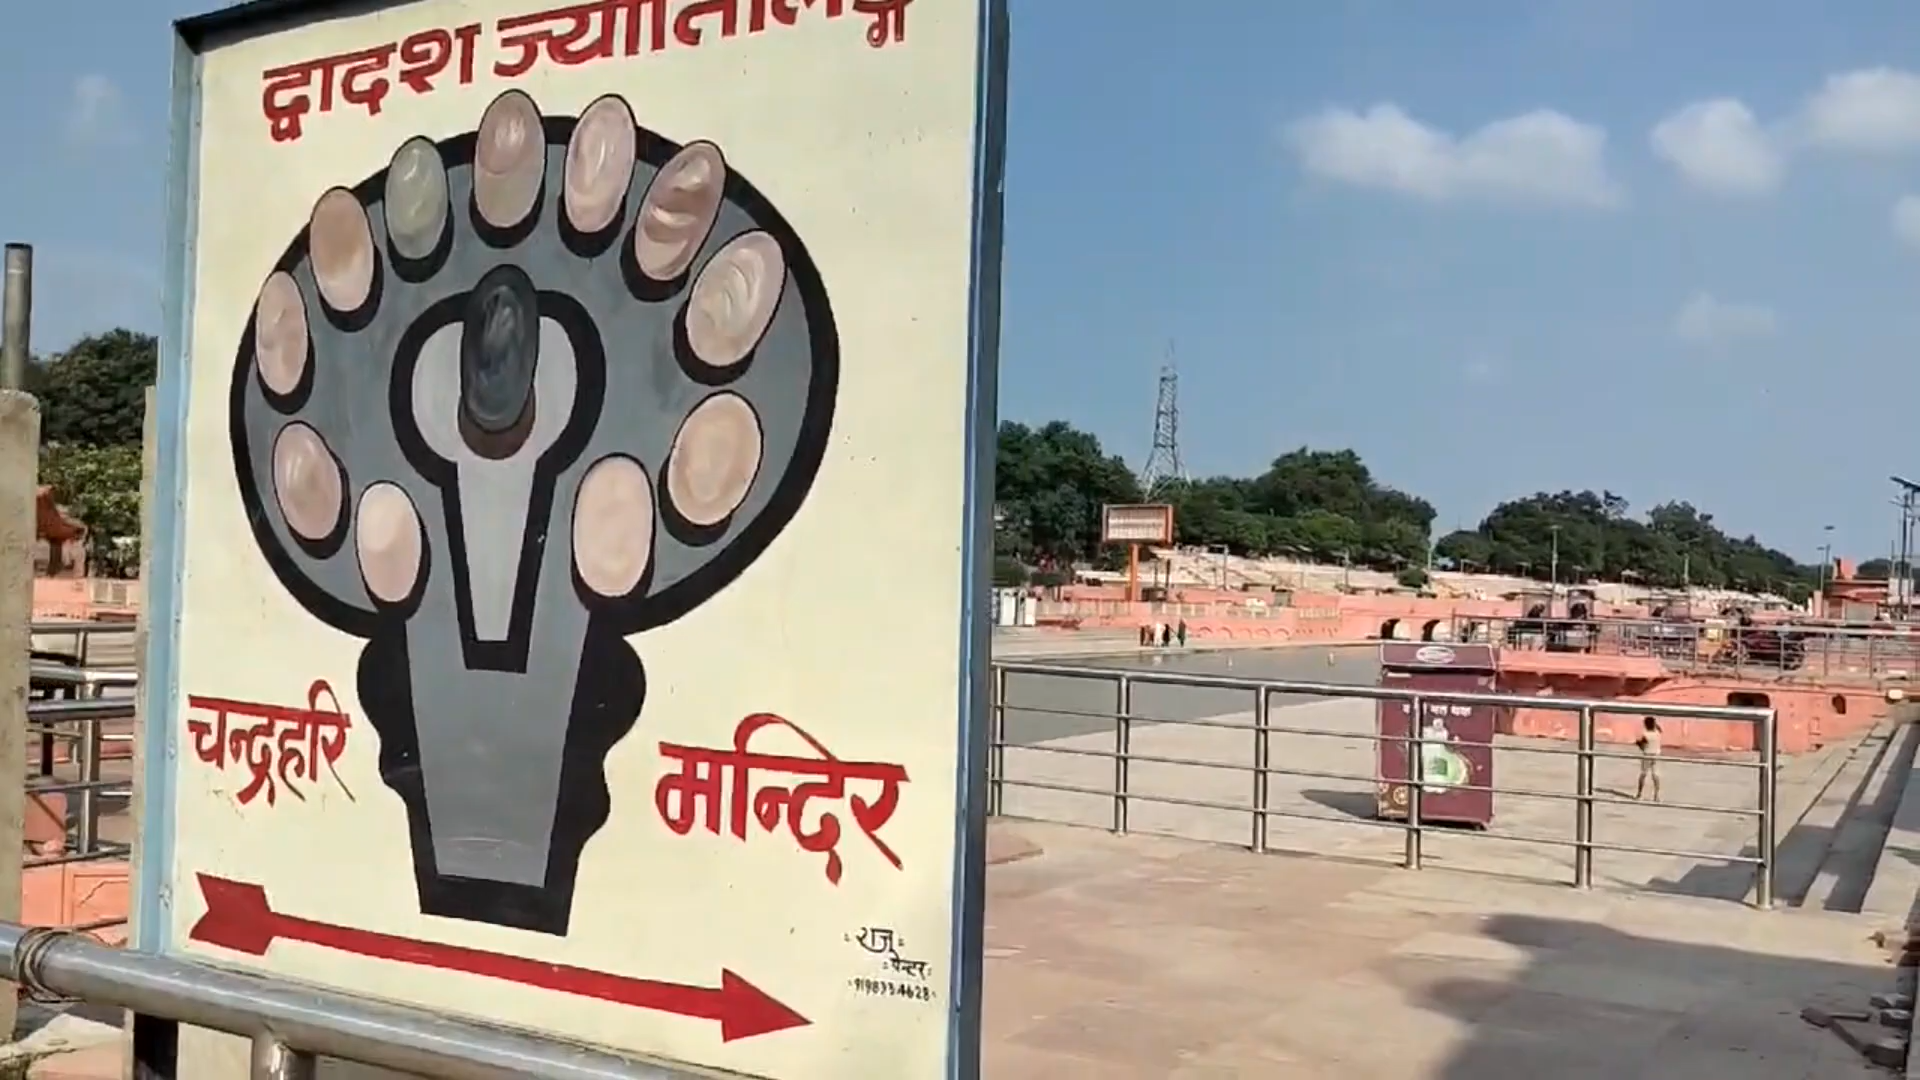 द्वादश ज्योतिर्लिङ्ग
चन्द्रहरि
मन्दिर
राजू
पेन्टर